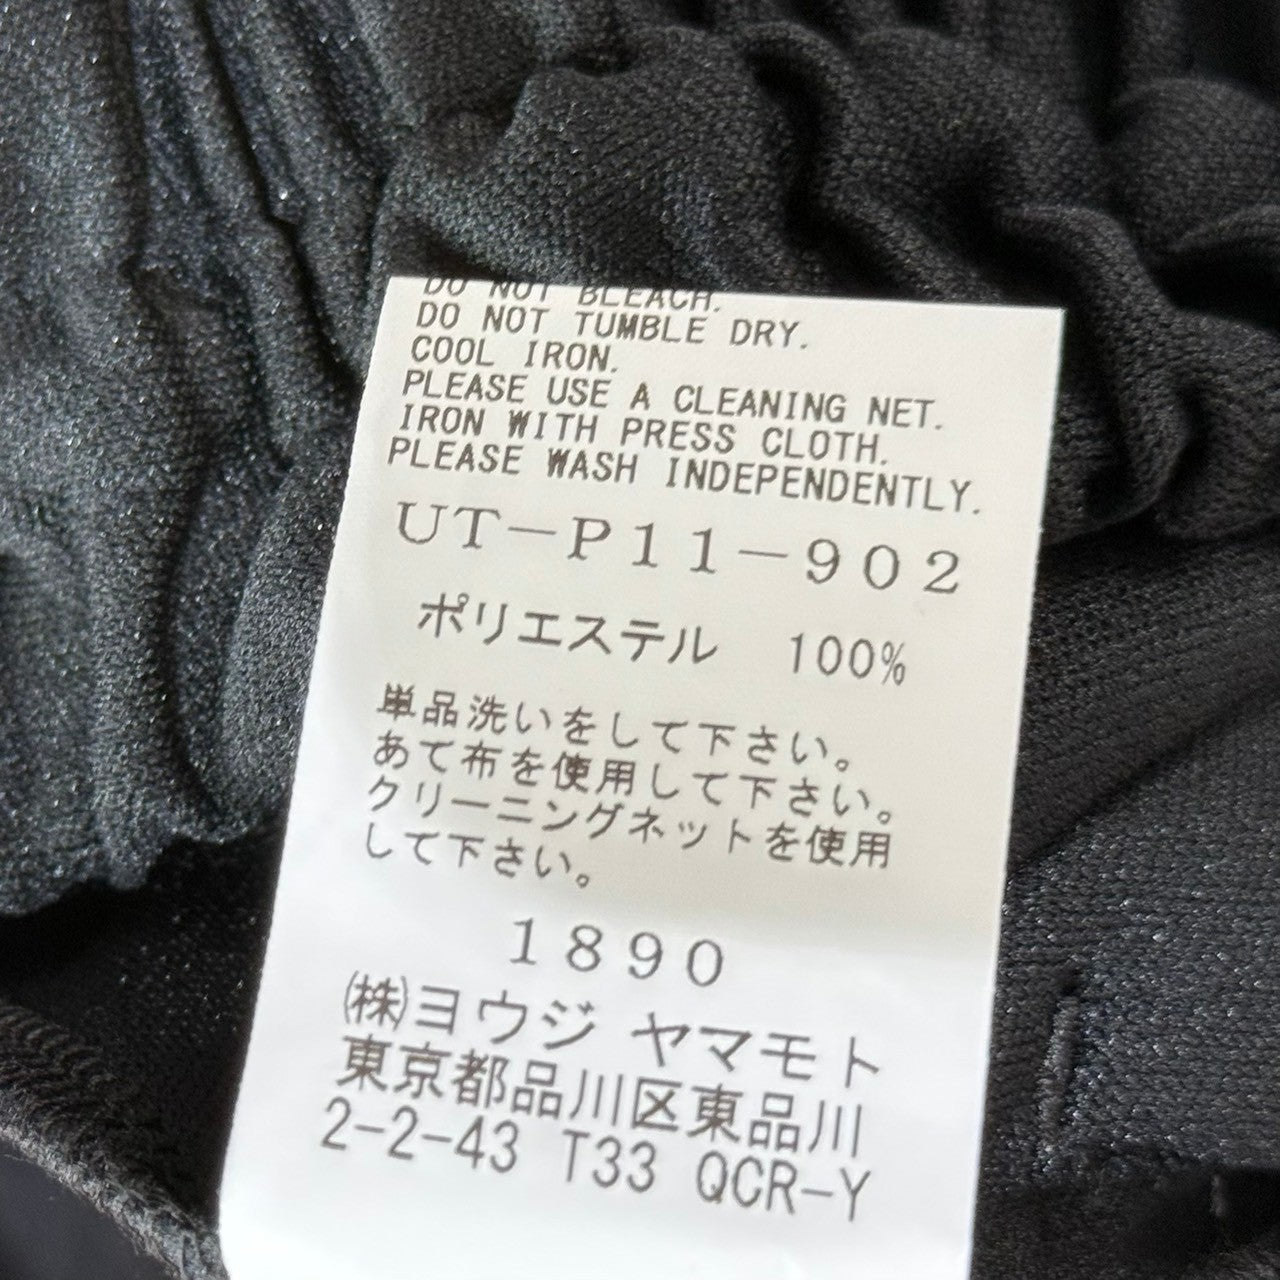 DO NOT BLEACH.
DO NOT TUMBLE DRY.
COOL IRON.
PLEASE USE A CLEANING NET.
IRON WITH PRESS CLOTH.
PLEASE WASH INDEPENDENTLY.
UT-P11-902
ポリエステル 100%
単品洗いをして下さい。
あて布を使用して下さい。
クリーニングネットを使用
して下さい。
1890
㈱ヨウジ ヤマモト
東京都品川区東品川
2-2-43 T33 QCR-Y